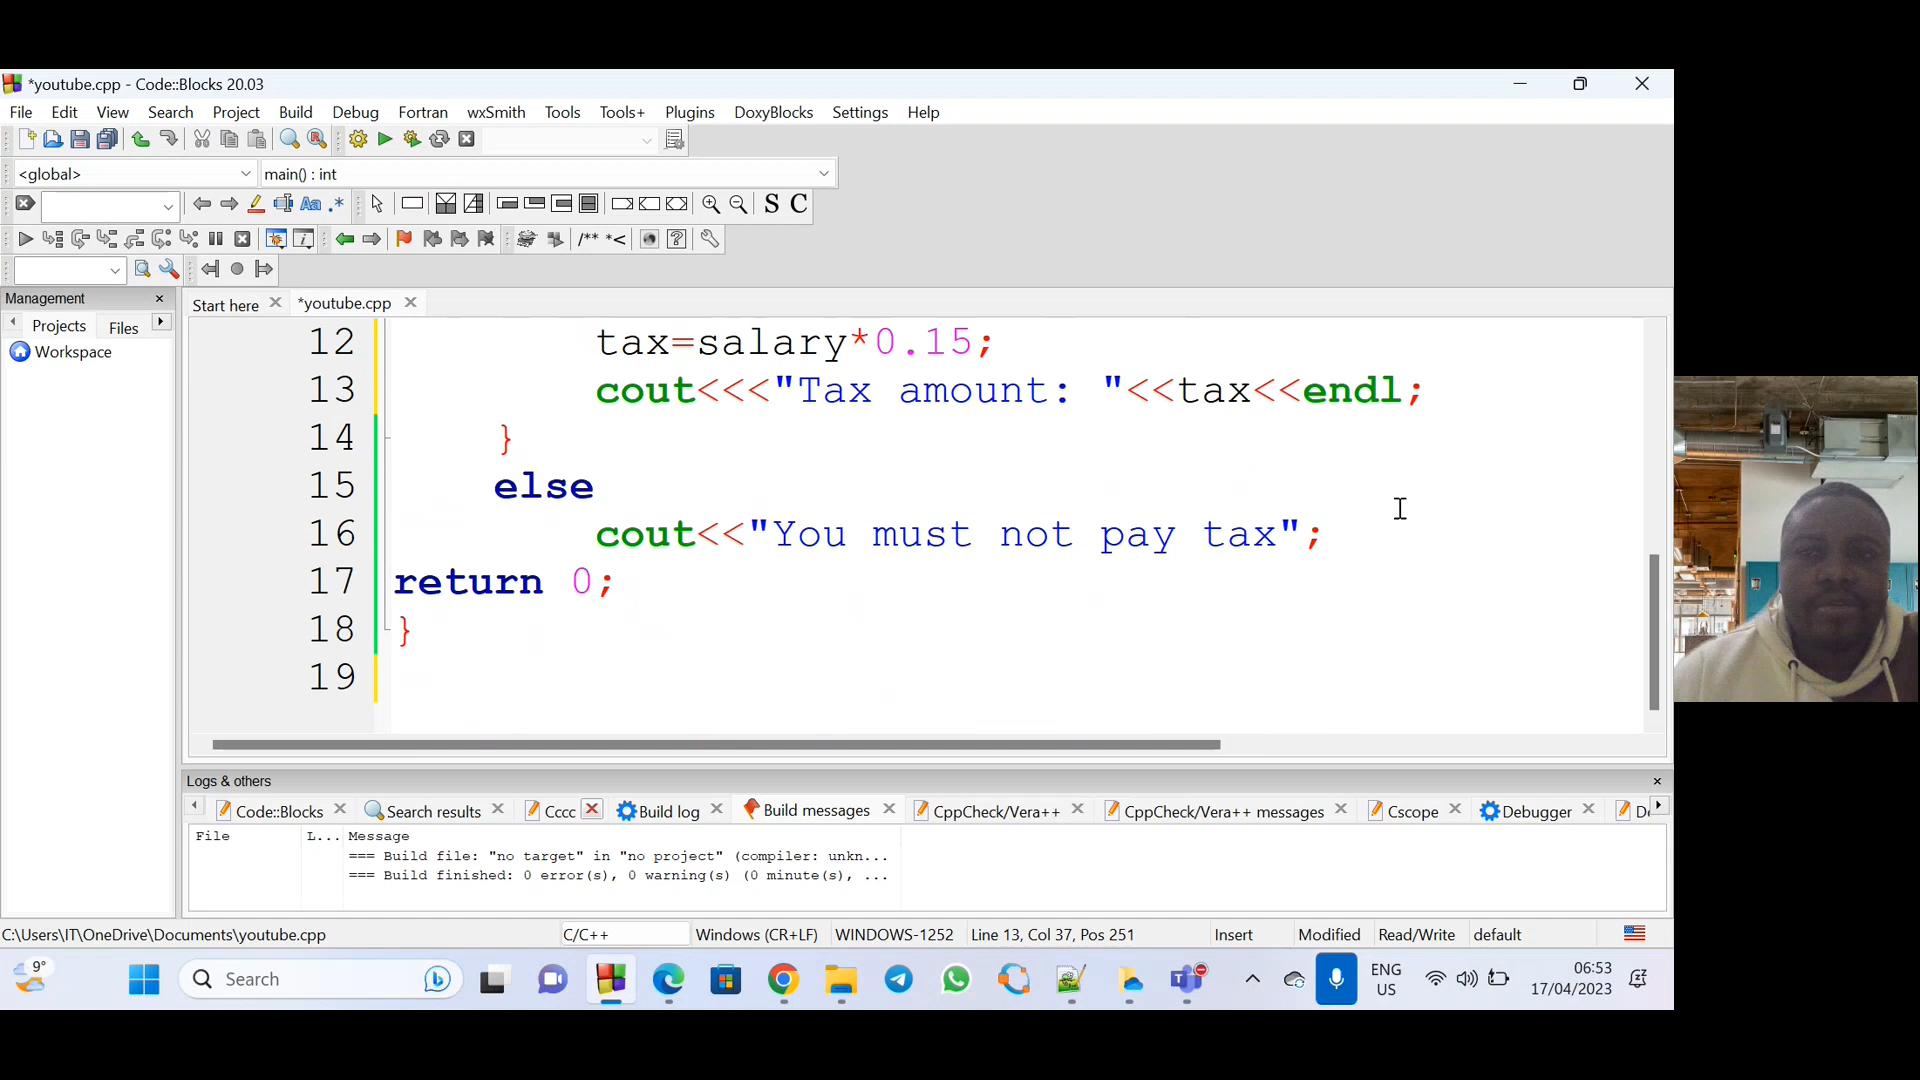 *youtube.cpp - Code::Blocks 20.03
File Edit View Search Project Build Debug Fortran wxSmith Tools Tools+ Plugins DoxyBlocks Settings Help
<global> main() : int
Aa .* S C
/** *<
Management
Projects Files
Workspace
Start here *youtube.cpp
12 tax=salary*0.15;
13 cout<<<"Tax amount: "<<tax<<endl;
14 }
15 else
16 cout<<"You must not pay tax";
17 return 0;
18 }
19
Logs & others
Code::Blocks Search results Cccc Build log Build messages CppCheck/Vera++ CppCheck/Vera++ messages Cscope Debugger
File L... Message
=== Build file: "no target" in "no project" (compiler: unkn...
=== Build finished: 0 error(s), 0 warning(s) (0 minute(s), ...
C:\Users\IT\OneDrive\Documents\youtube.cpp C/C++ Windows (CR+LF) WINDOWS-1252 Line 13, Col 37, Pos 251 Insert Modified Read/Write default
9° Search ENG US 06:53 17/04/2023